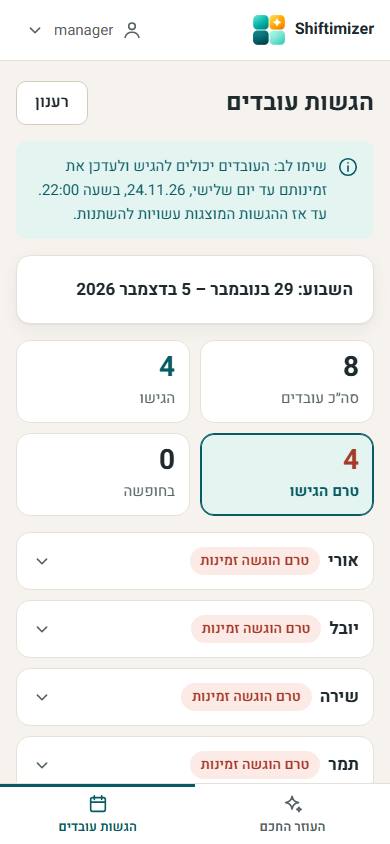 Shiftimizer
manager
הגשות עובדים
רענון
שימו לב: העובדים יכולים להגיש ולעדכן את
זמינותם עד יום שלישי, 24.11.26, בשעה 22:00.
עד אז ההגשות המוצגות עשויות להשתנות.
השבוע: 29 בנובמבר – 5 בדצמבר 2026
8
סה״כ עובדים
4
הגישו
4
טרם הגישו
0
בחופשה
אורי
טרם הוגשה זמינות
יובל
טרם הוגשה זמינות
שירה
טרם הוגשה זמינות
תמר
טרם הוגשה זמינות
העוזר החכם
הגשות עובדים